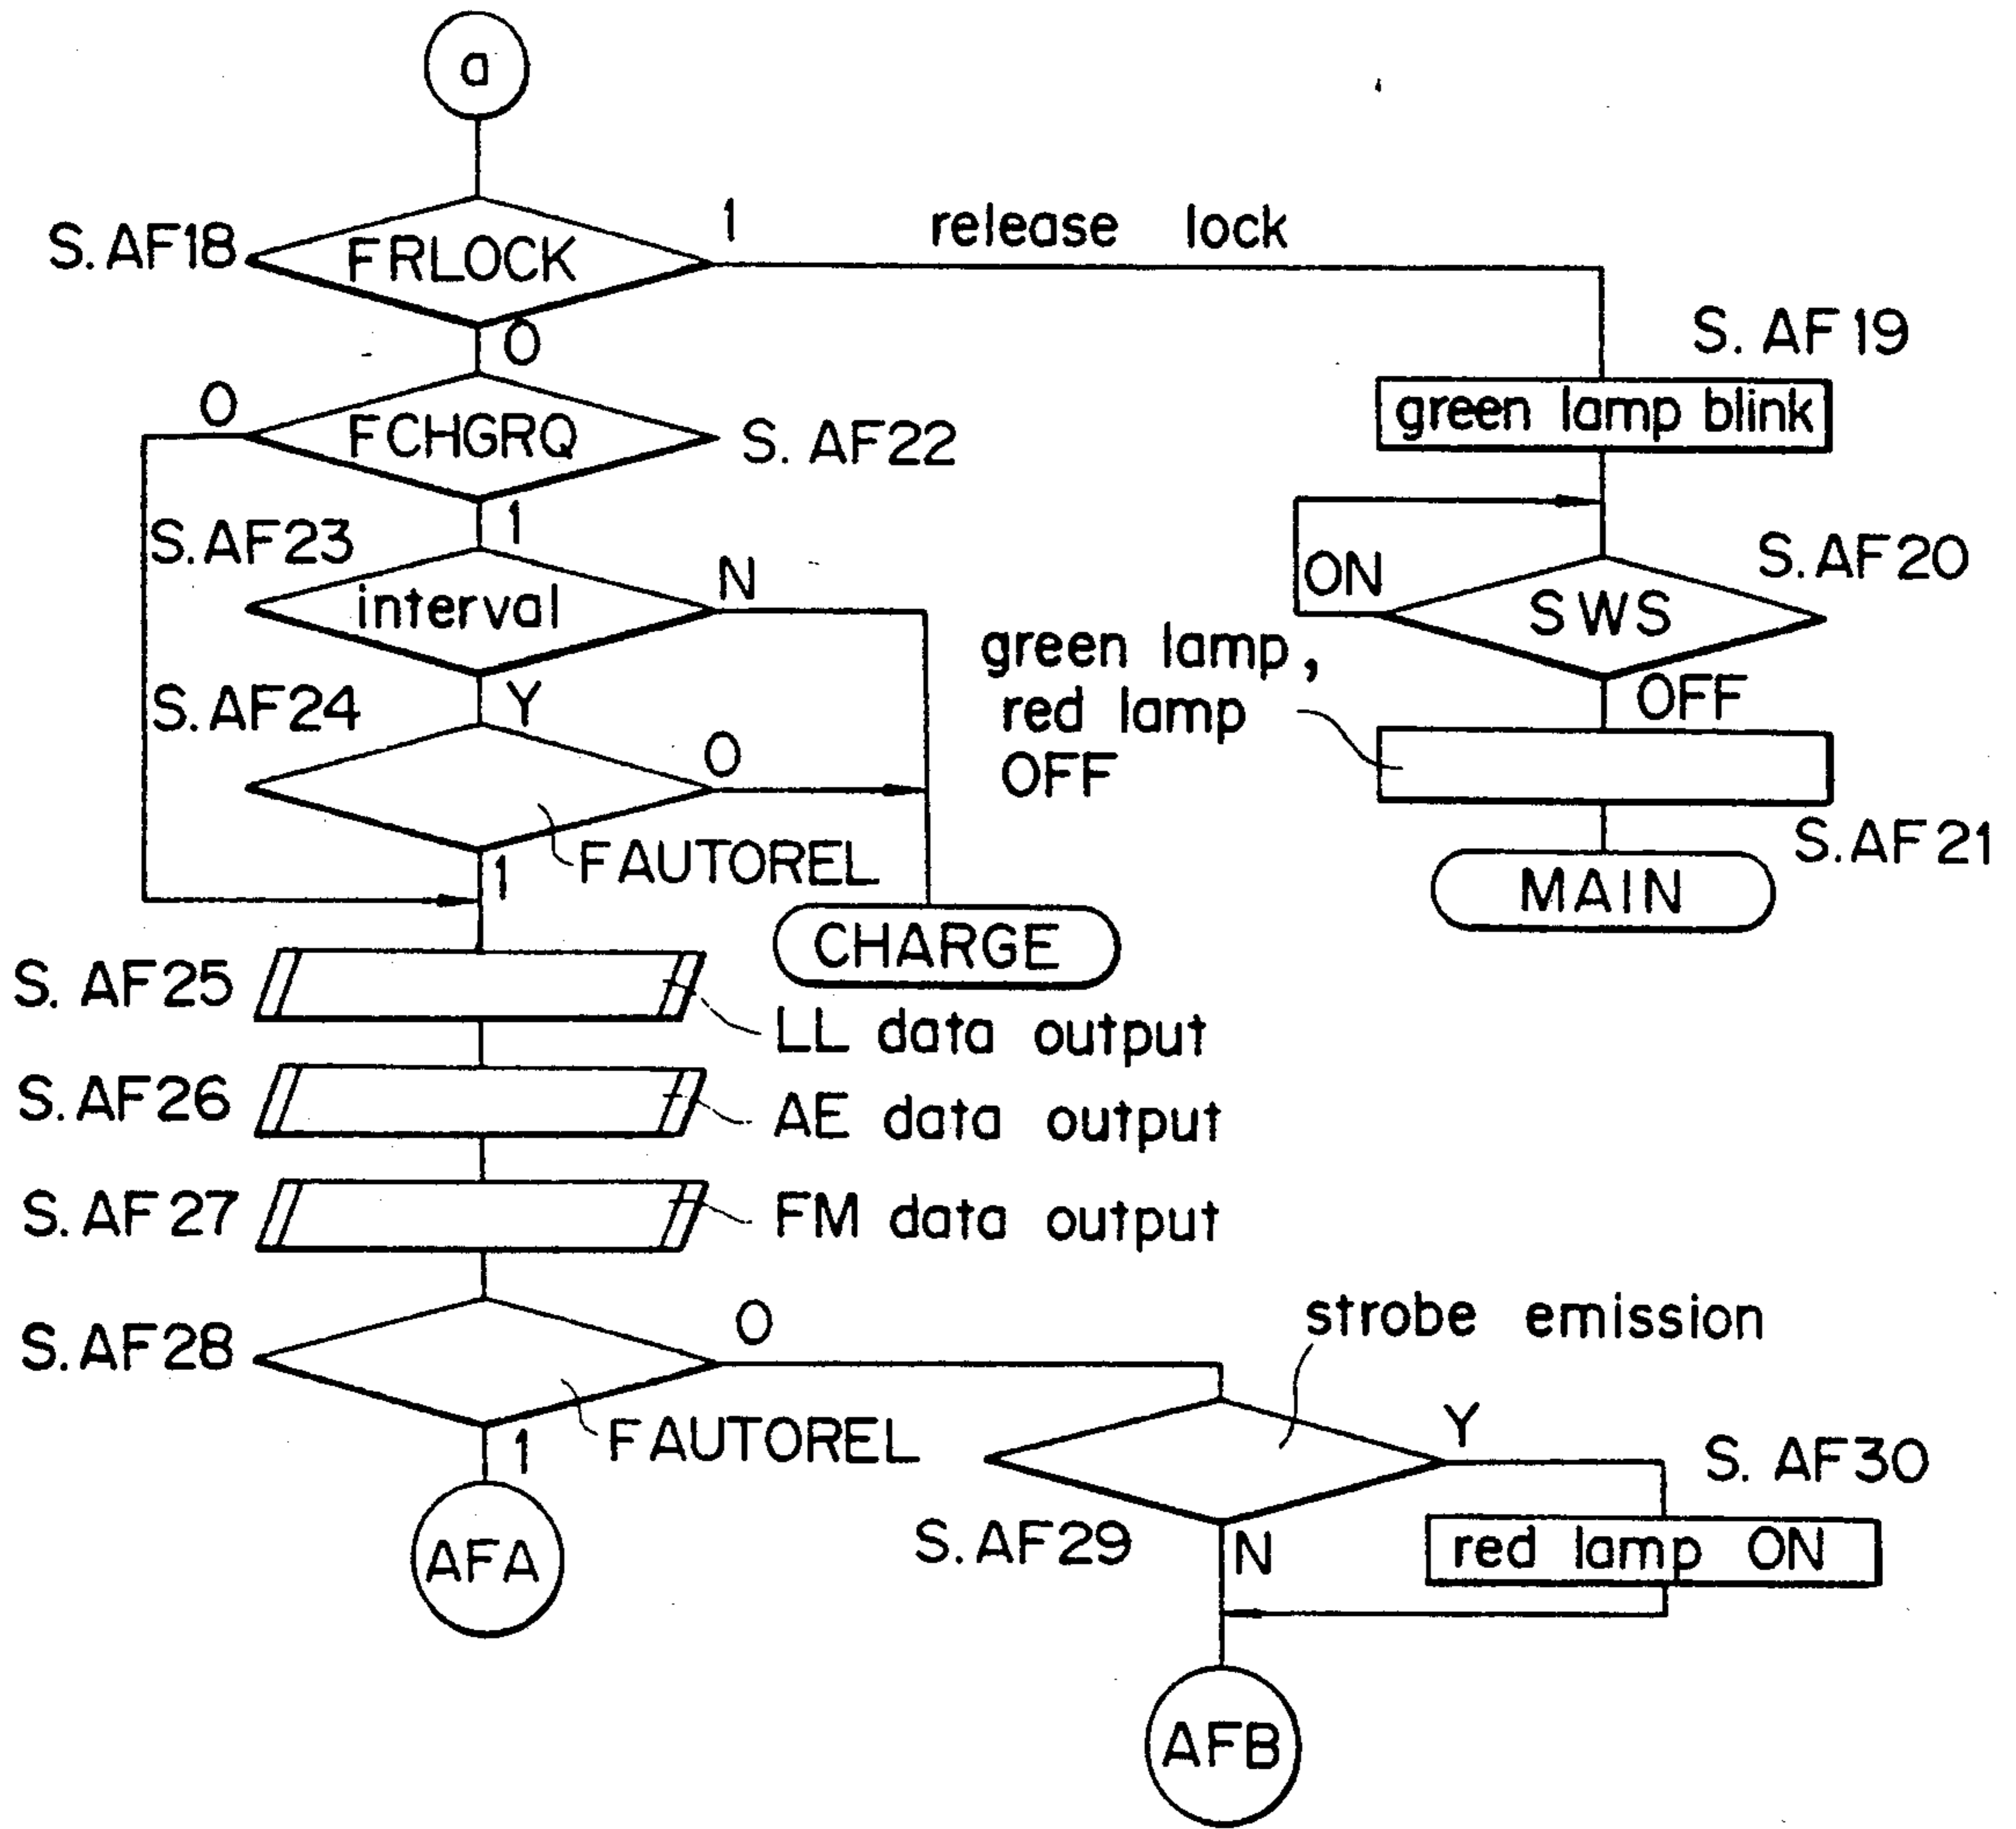 a
1
release lock
S. AF18
FRLOCK
S. AF19
0
green lamp blink
0
FCHGRQ
S. AF22
1
S. AF23
N
ON
S. AF20
interval
SWS
green lamp,
red lamp
OFF
OFF
S. AF24
Y
0
FAUTOREL
1
S. AF21
MAIN
CHARGE
S. AF25
LL data output
S. AF26
AE data output
S. AF27
FM data output
strobe emission
0
S. AF28
FAUTOREL
Y
S. AF30
1
S. AF29
N
red lamp ON
AFA
AFB